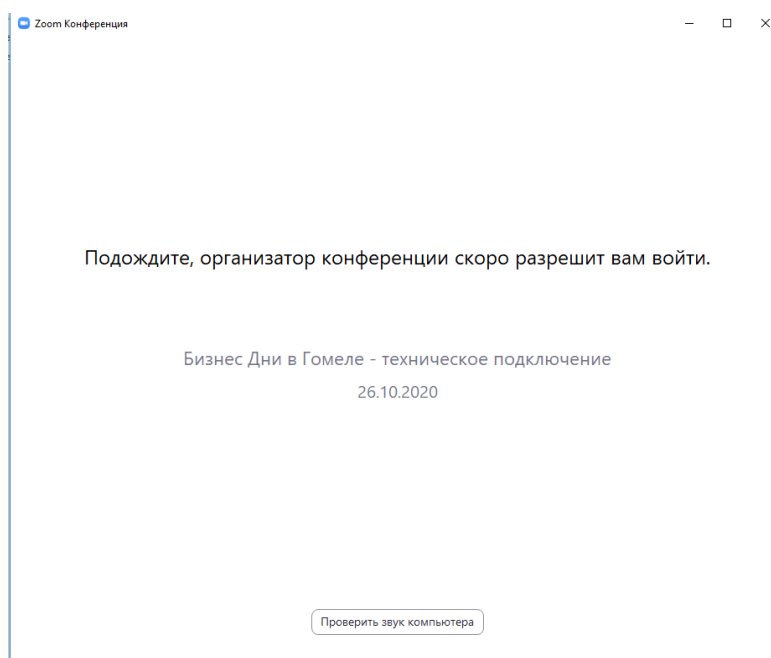 Zoom Конференция
Подождите, организатор конференции скоро разрешит вам войти.
Бизнес Дни в Гомеле - техническое подключение
26.10.2020
Проверить звук компьютера